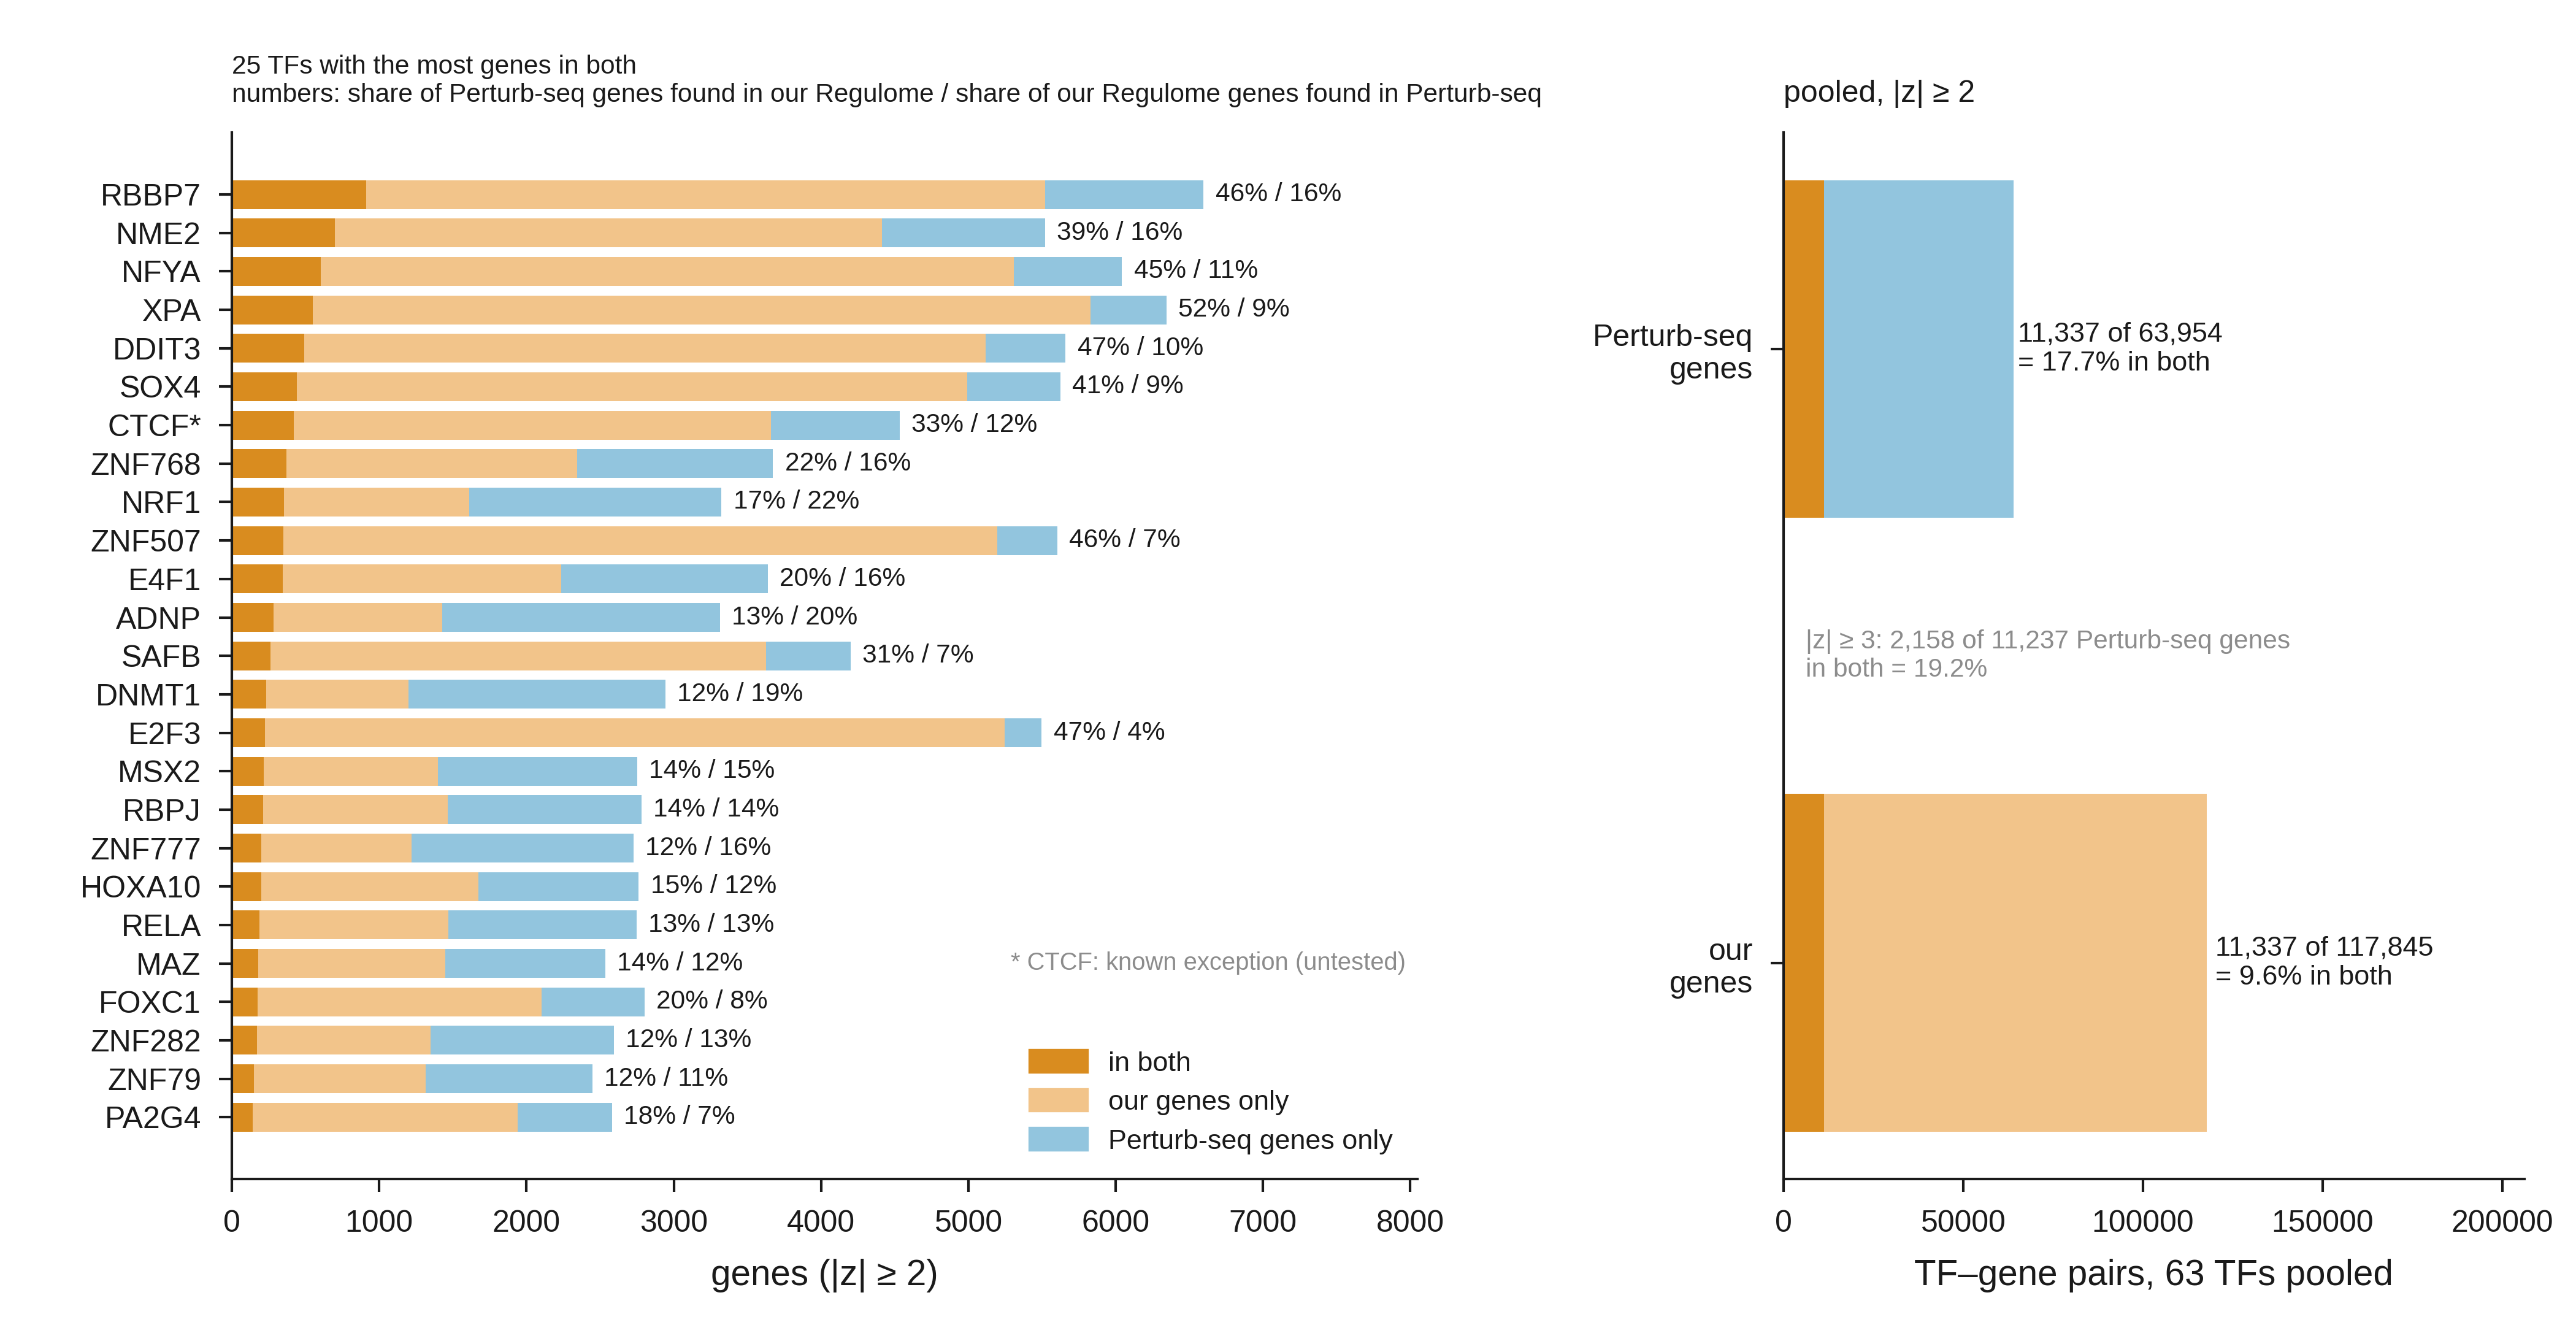 25 TFs with the most genes in both
numbers: share of Perturb-seq genes found in our Regulome / share of our Regulome genes found in Perturb-seq
RBBP7 46% / 16%
NME2 39% / 16%
NFYA 45% / 11%
XPA 52% / 9%
DDIT3 47% / 10%
SOX4 41% / 9%
CTCF* 33% / 12%
ZNF768 22% / 16%
NRF1 17% / 22%
ZNF507 46% / 7%
E4F1 20% / 16%
ADNP 13% / 20%
SAFB 31% / 7%
DNMT1 12% / 19%
E2F3 47% / 4%
MSX2 14% / 15%
RBPJ 14% / 14%
ZNF777 12% / 16%
HOXA10 15% / 12%
RELA 13% / 13%
MAZ 14% / 12%
FOXC1 20% / 8%
ZNF282 12% / 13%
ZNF79 12% / 11%
PA2G4 18% / 7%
* CTCF: known exception (untested)
in both
our genes only
Perturb-seq genes only
0 1000 2000 3000 4000 5000 6000 7000 8000
genes (|z| ≥ 2)
pooled, |z| ≥ 2
Perturb-seq
genes
11,337 of 63,954
= 17.7% in both
|z| ≥ 3: 2,158 of 11,237 Perturb-seq genes
in both = 19.2%
our
genes
11,337 of 117,845
= 9.6% in both
0 50000 100000 150000 200000
TF–gene pairs, 63 TFs pooled